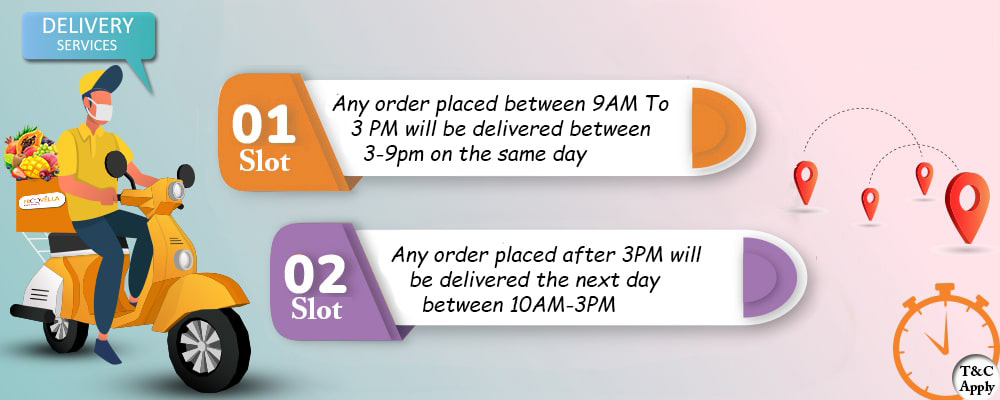 DELIVERY
SERVICES
01
Slot
Any order placed between 9AM To
3 PM will be delivered between
3-9pm on the same day
02
Slot
Any order placed after 3PM will
be delivered the next day
between 10AM-3PM
T&C
Apply